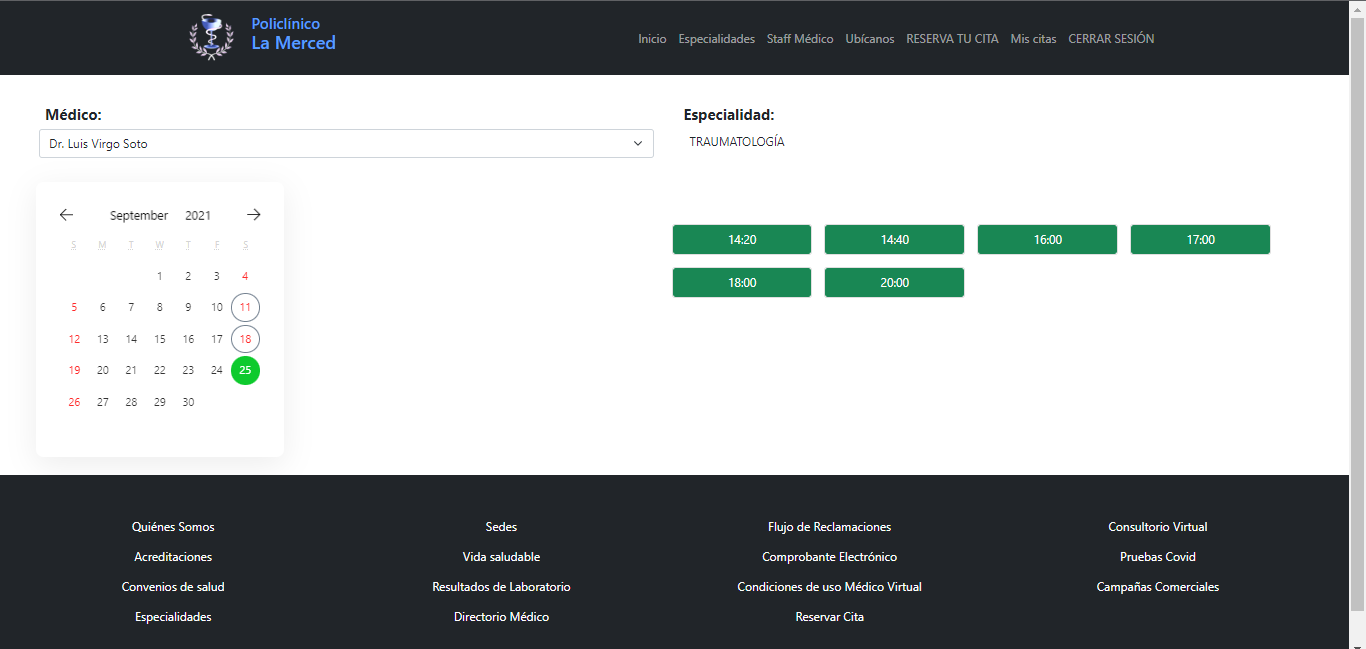 Policlínico
La Merced
Inicio Especialidades Staff Médico Ubícanos RESERVA TU CITA Mis citas CERRAR SESIÓN
Médico:
Dr. Luis Virgo Soto
Especialidad:
TRAUMATOLOGÍA
September 2021
S M T W T F S
1 2 3 4
5 6 7 8 9 10 11
12 13 14 15 16 17 18
19 20 21 22 23 24 25
26 27 28 29 30
14:20 14:40 16:00 17:00
18:00 20:00
Quiénes Somos Sedes Flujo de Reclamaciones Consultorio Virtual
Acreditaciones Vida saludable Comprobante Electrónico Pruebas Covid
Convenios de salud Resultados de Laboratorio Condiciones de uso Médico Virtual Campañas Comerciales
Especialidades Directorio Médico Reservar Cita